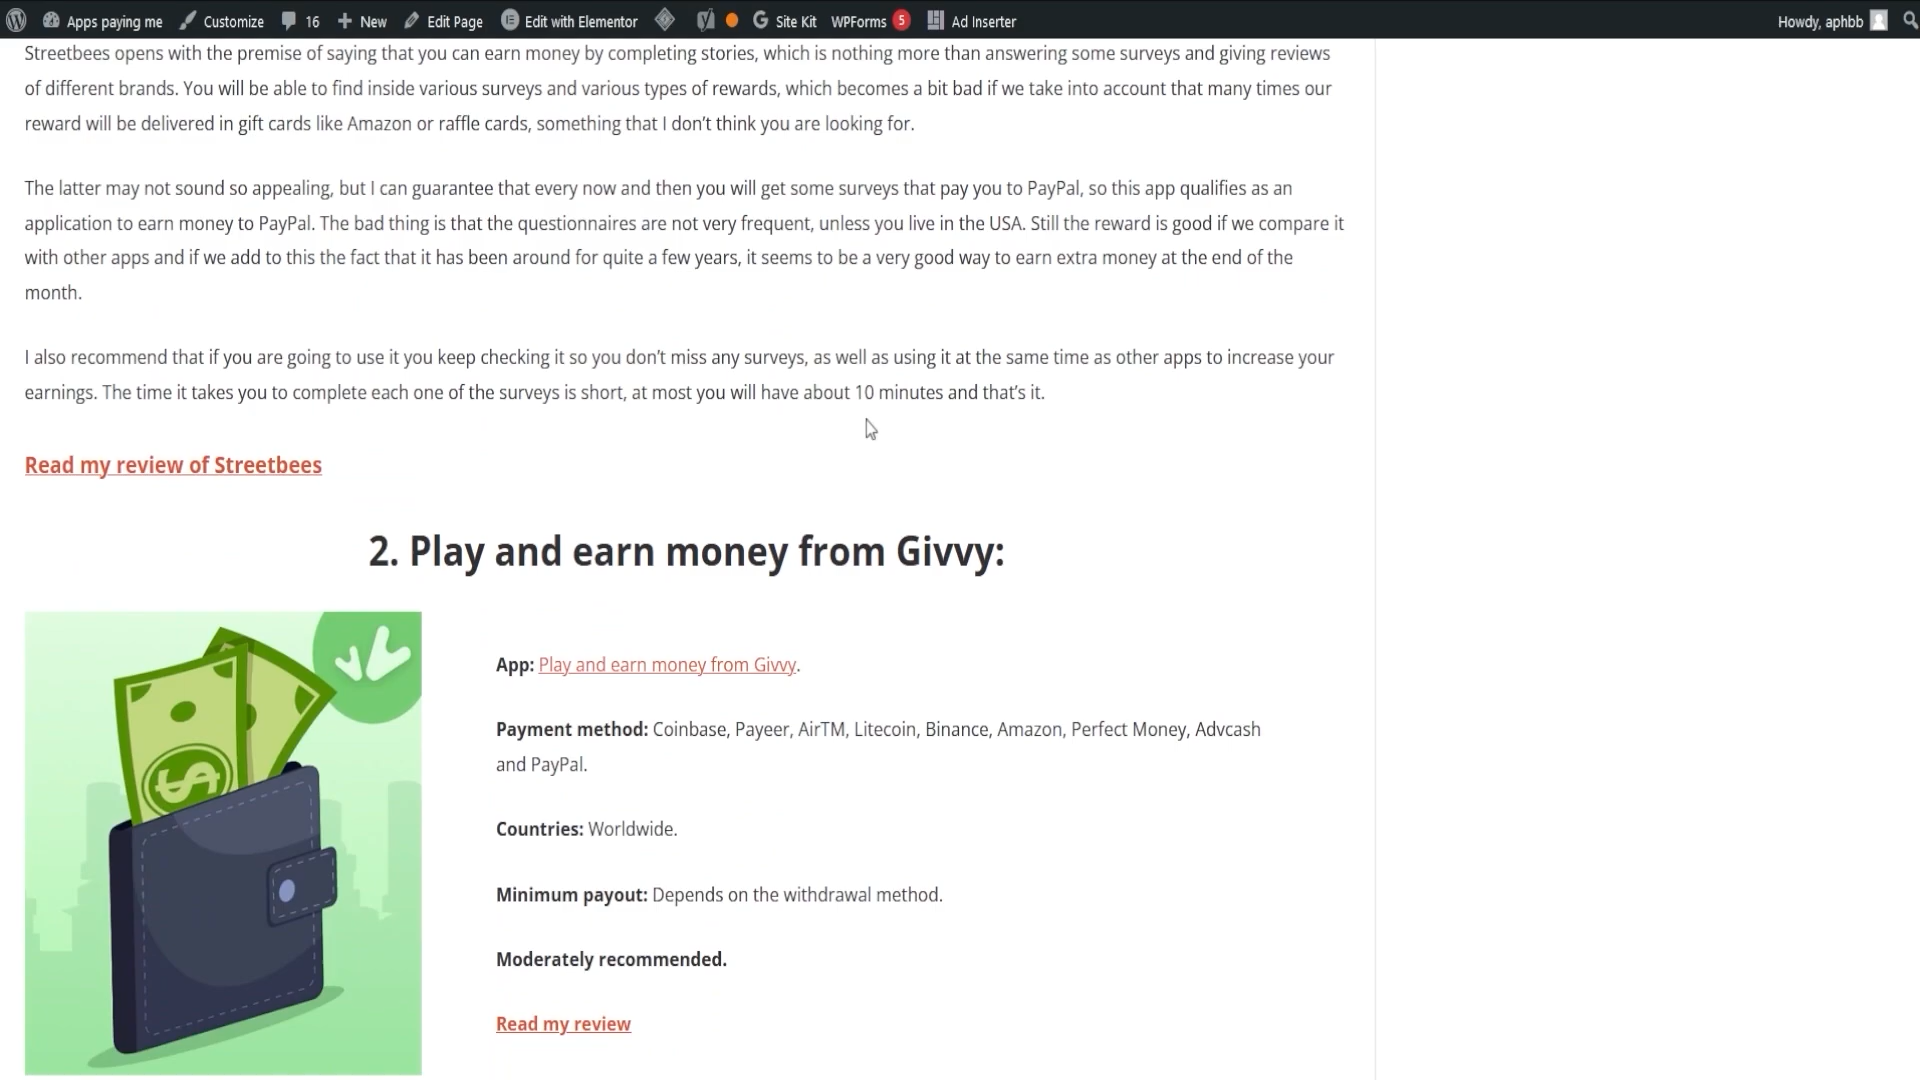 Apps paying me Customize 16 New Edit Page Edit with Elementor Site Kit WPForms 5 Ad Inserter Howdy, aphbb
Streetbees opens with the premise of saying that you can earn money by completing stories, which is nothing more than answering some surveys and giving reviews
of different brands. You will be able to find inside various surveys and various types of rewards, which becomes a bit bad if we take into account that many times our
reward will be delivered in gift cards like Amazon or raffle cards, something that I don’t think you are looking for.
The latter may not sound so appealing, but I can guarantee that every now and then you will get some surveys that pay you to PayPal, so this app qualifies as an
application to earn money to PayPal. The bad thing is that the questionnaires are not very frequent, unless you live in the USA. Still the reward is good if we compare it
with other apps and if we add to this the fact that it has been around for quite a few years, it seems to be a very good way to earn extra money at the end of the
month.
I also recommend that if you are going to use it you keep checking it so you don’t miss any surveys, as well as using it at the same time as other apps to increase your
earnings. The time it takes you to complete each one of the surveys is short, at most you will have about 10 minutes and that’s it.
Read my review of Streetbees
2. Play and earn money from Givvy:
App: Play and earn money from Givvy.
Payment method: Coinbase, Payeer, AirTM, Litecoin, Binance, Amazon, Perfect Money, Advcash
and PayPal.
Countries: Worldwide.
Minimum payout: Depends on the withdrawal method.
Moderately recommended.
Read my review